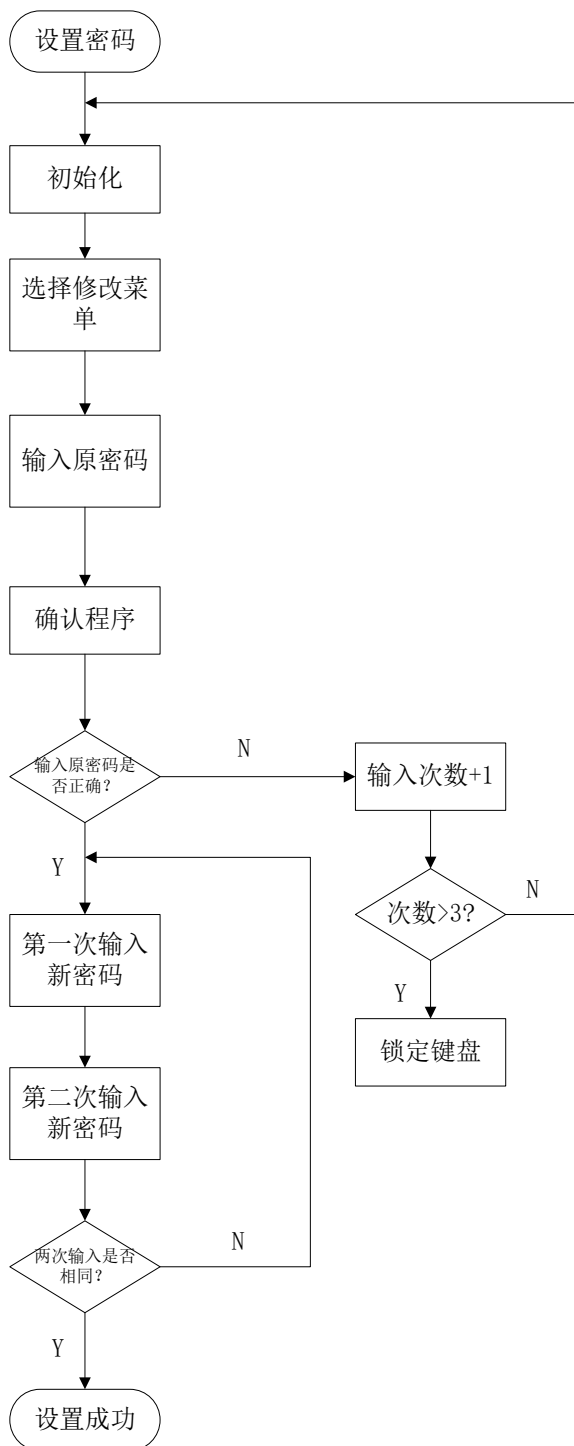 设置密码
初始化
选择修改菜
单
输入原密码
确认程序
输入原密码是
否正确?
N
输入次数+1
Y
次数>3?
N
第一次输入
新密码
Y
锁定键盘
第二次输入
新密码
两次输入是否
相同?
N
Y
设置成功